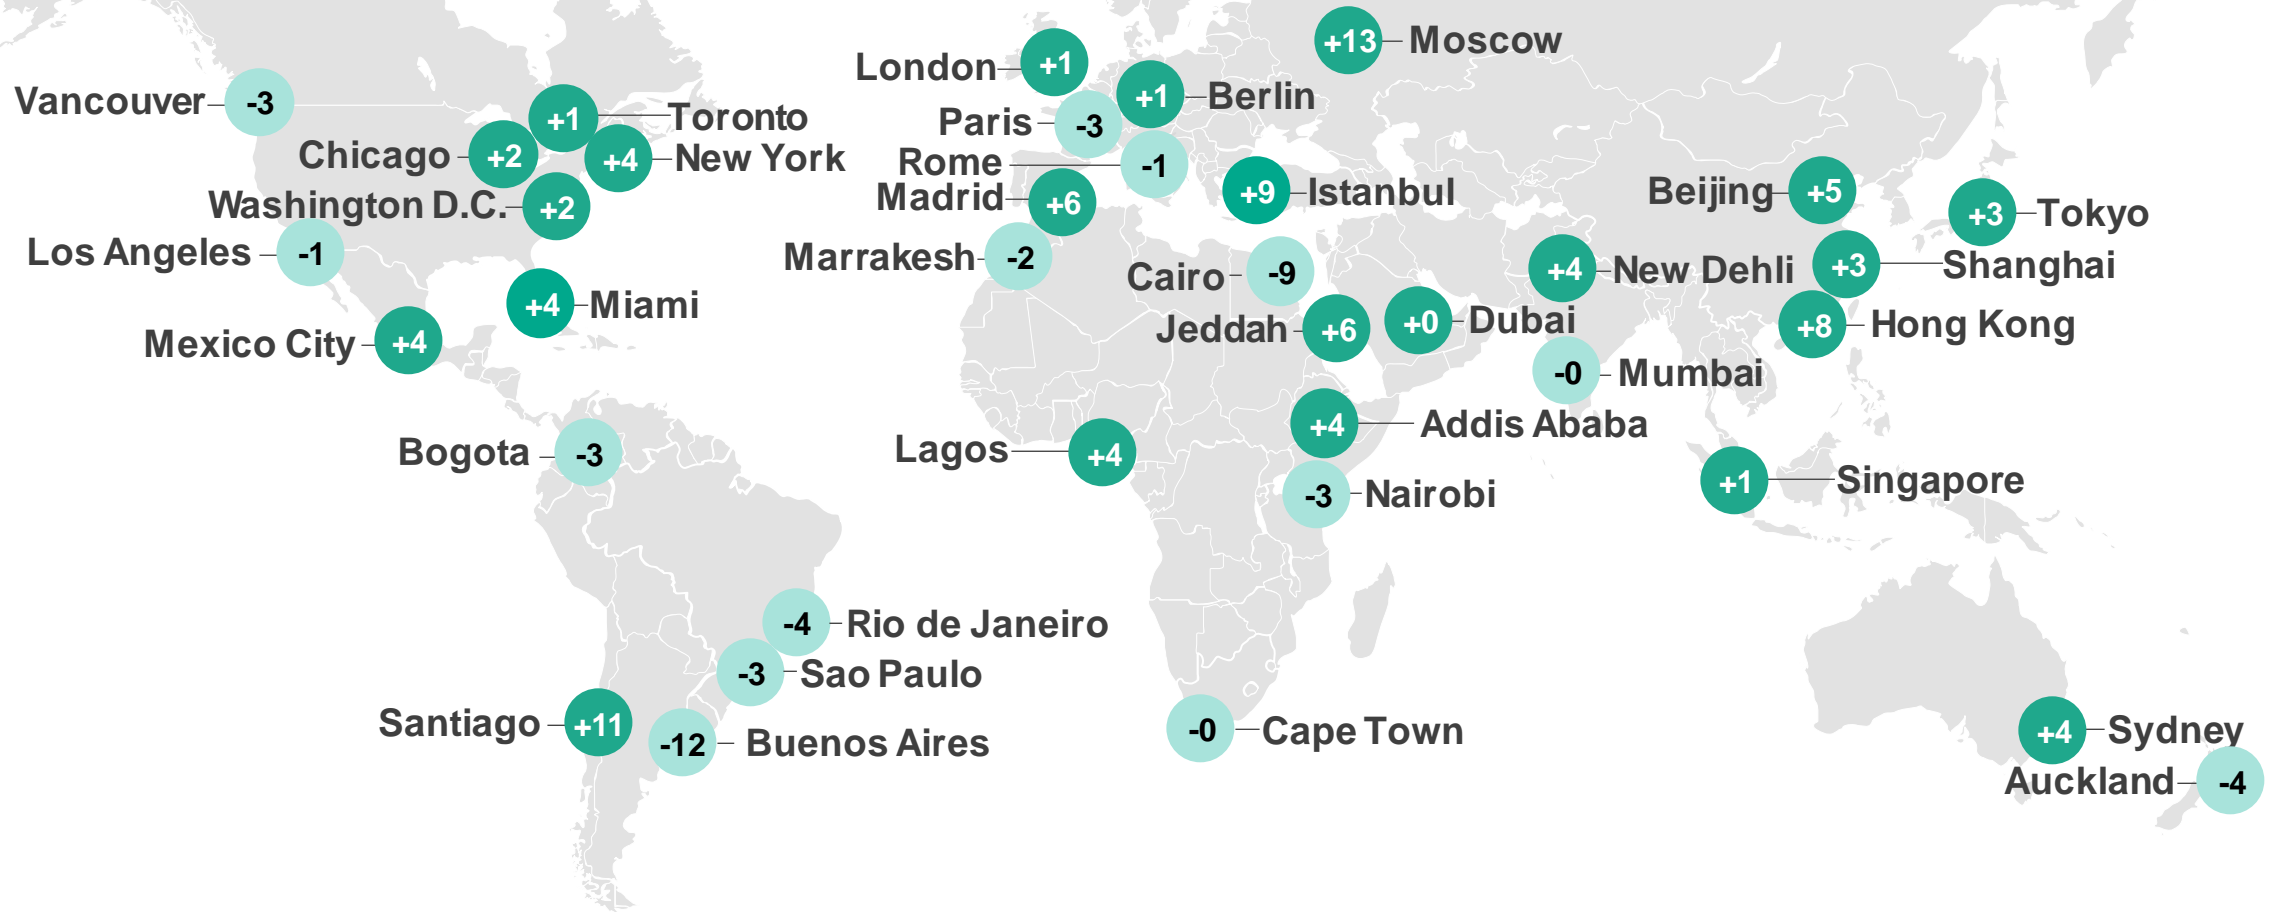 +13 Moscow
London +1
Vancouver -3
+1 Berlin
+1 Toronto
Paris -3
Chicago +2
+4 New York
Rome -1
Madrid +6
+9 Istanbul
Beijing +5
Washington D.C. +2
+3 Tokyo
Los Angeles -1
Marrakesh -2
Cairo -9
+4 New Dehli
+3 Shanghai
+4 Miami
Jeddah +6
+0 Dubai
+8 Hong Kong
Mexico City +4
-0 Mumbai
+4 Addis Ababa
Bogota -3
Lagos +4
-3 Nairobi
+1 Singapore
-4 Rio de Janeiro
-3 Sao Paulo
Santiago +11
-12 Buenos Aires
-0 Cape Town
+4 Sydney
Auckland -4